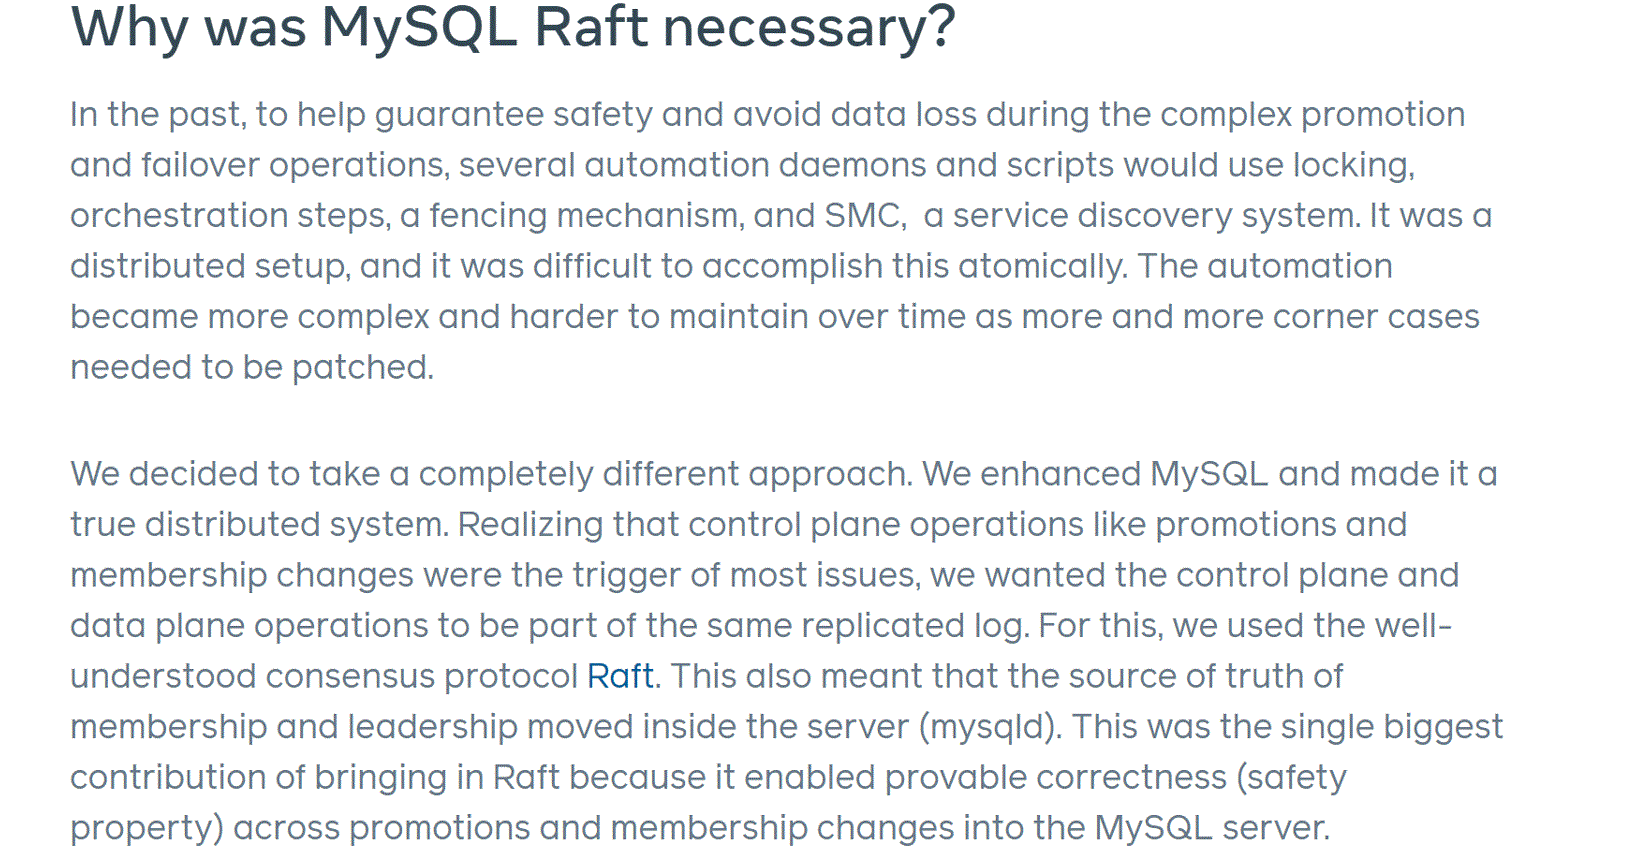 Why was MySQL Raft necessary?
In the past, to help guarantee safety and avoid data loss during the complex promotion
and failover operations, several automation daemons and scripts would use locking,
orchestration steps, a fencing mechanism, and SMC,  a service discovery system. It was a
distributed setup, and it was difficult to accomplish this atomically. The automation
became more complex and harder to maintain over time as more and more corner cases
needed to be patched.
We decided to take a completely different approach. We enhanced MySQL and made it a
true distributed system. Realizing that control plane operations like promotions and
membership changes were the trigger of most issues, we wanted the control plane and
data plane operations to be part of the same replicated log. For this, we used the well-
understood consensus protocol Raft. This also meant that the source of truth of
membership and leadership moved inside the server (mysqld). This was the single biggest
contribution of bringing in Raft because it enabled provable correctness (safety
property) across promotions and membership changes into the MySQL server.